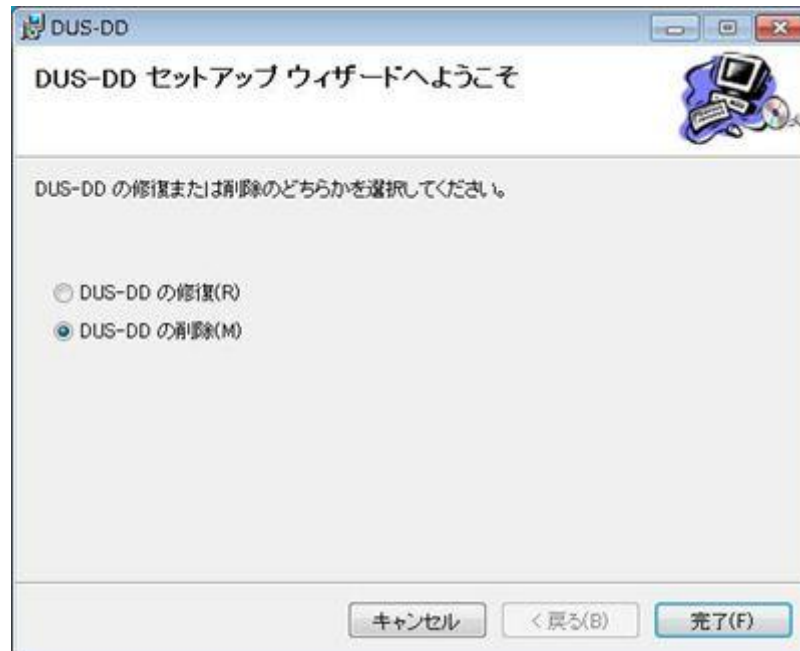 DUS-DD
DUS-DD セットアップ ウィザードへようこそ
DUS-DD の修復または削除のどちらかを選択してください。
DUS-DD の修復(R)
DUS-DD の削除(M)
キャンセル
< 戻る(B)
完了(F)